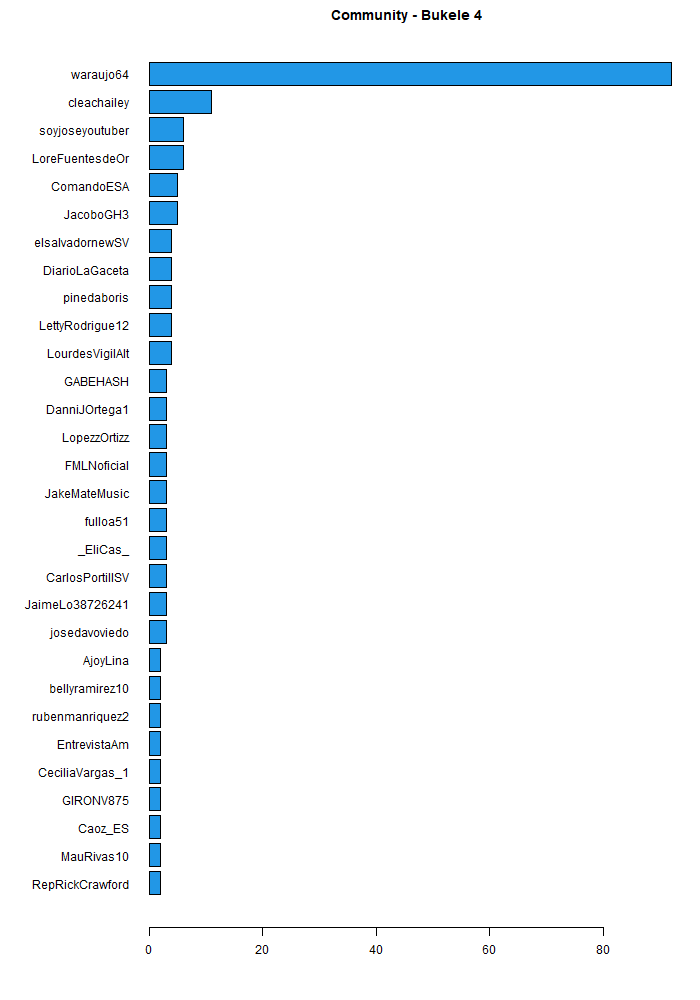 Community - Bukele 4
waraujo64
cleachailey
soyjoseyoutuber
LoreFuentesdeOr
ComandoESA
JacoboGH3
elsalvadornewSV
DiarioLaGaceta
pinedaboris
LettyRodrigue12
LourdesVigilAlt
GABEHASH
DanniJOrtega1
LopezzOrtizz
FMLNoficial
JakeMateMusic
fulloa51
_EliCas_
CarlosPortillSV
JaimeLo38726241
josedavoviedo
AjoyLina
bellyramirez10
rubenmanriquez2
EntrevistaAm
CeciliaVargas_1
GIRONV875
Caoz_ES
MauRivas10
RepRickCrawford
0 20 40 60 80